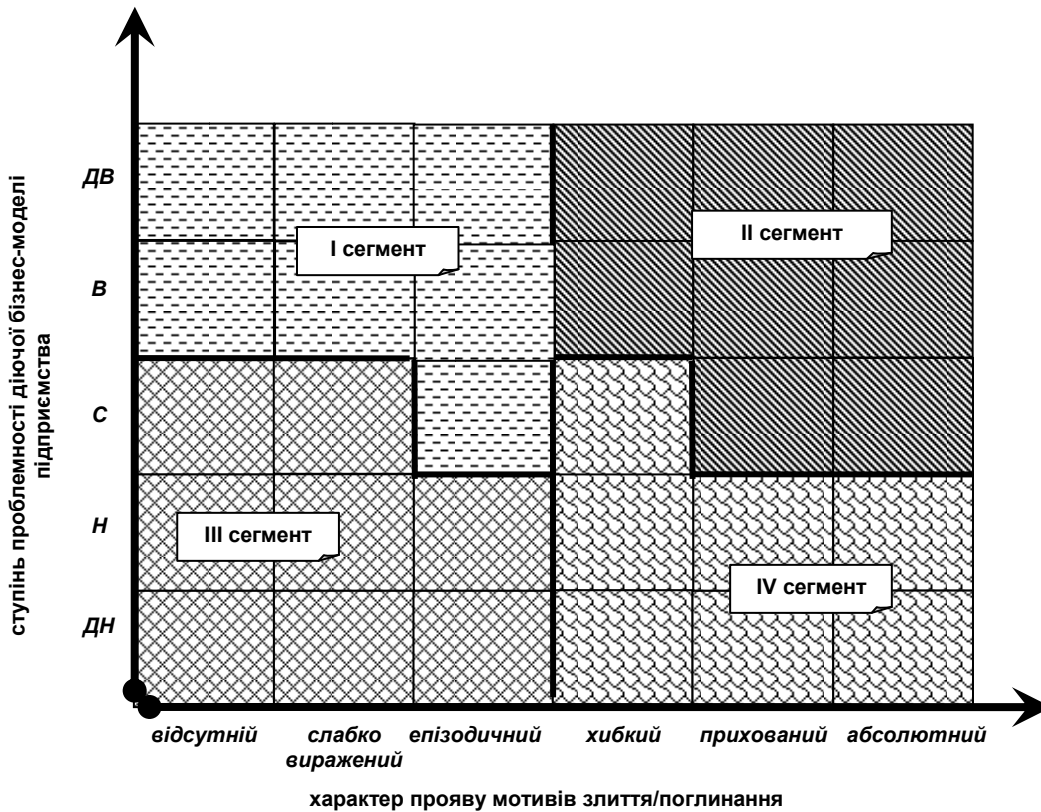 ступінь проблемності діючої бізнес-моделі
підприємства
ДВ
І сегмент
ІІ сегмент
В
С
Н
ІІІ сегмент
IV сегмент
ДН
відсутній слабко епізодичний хибкий прихований абсолютний
виражений
характер прояву мотивів злиття/поглинання